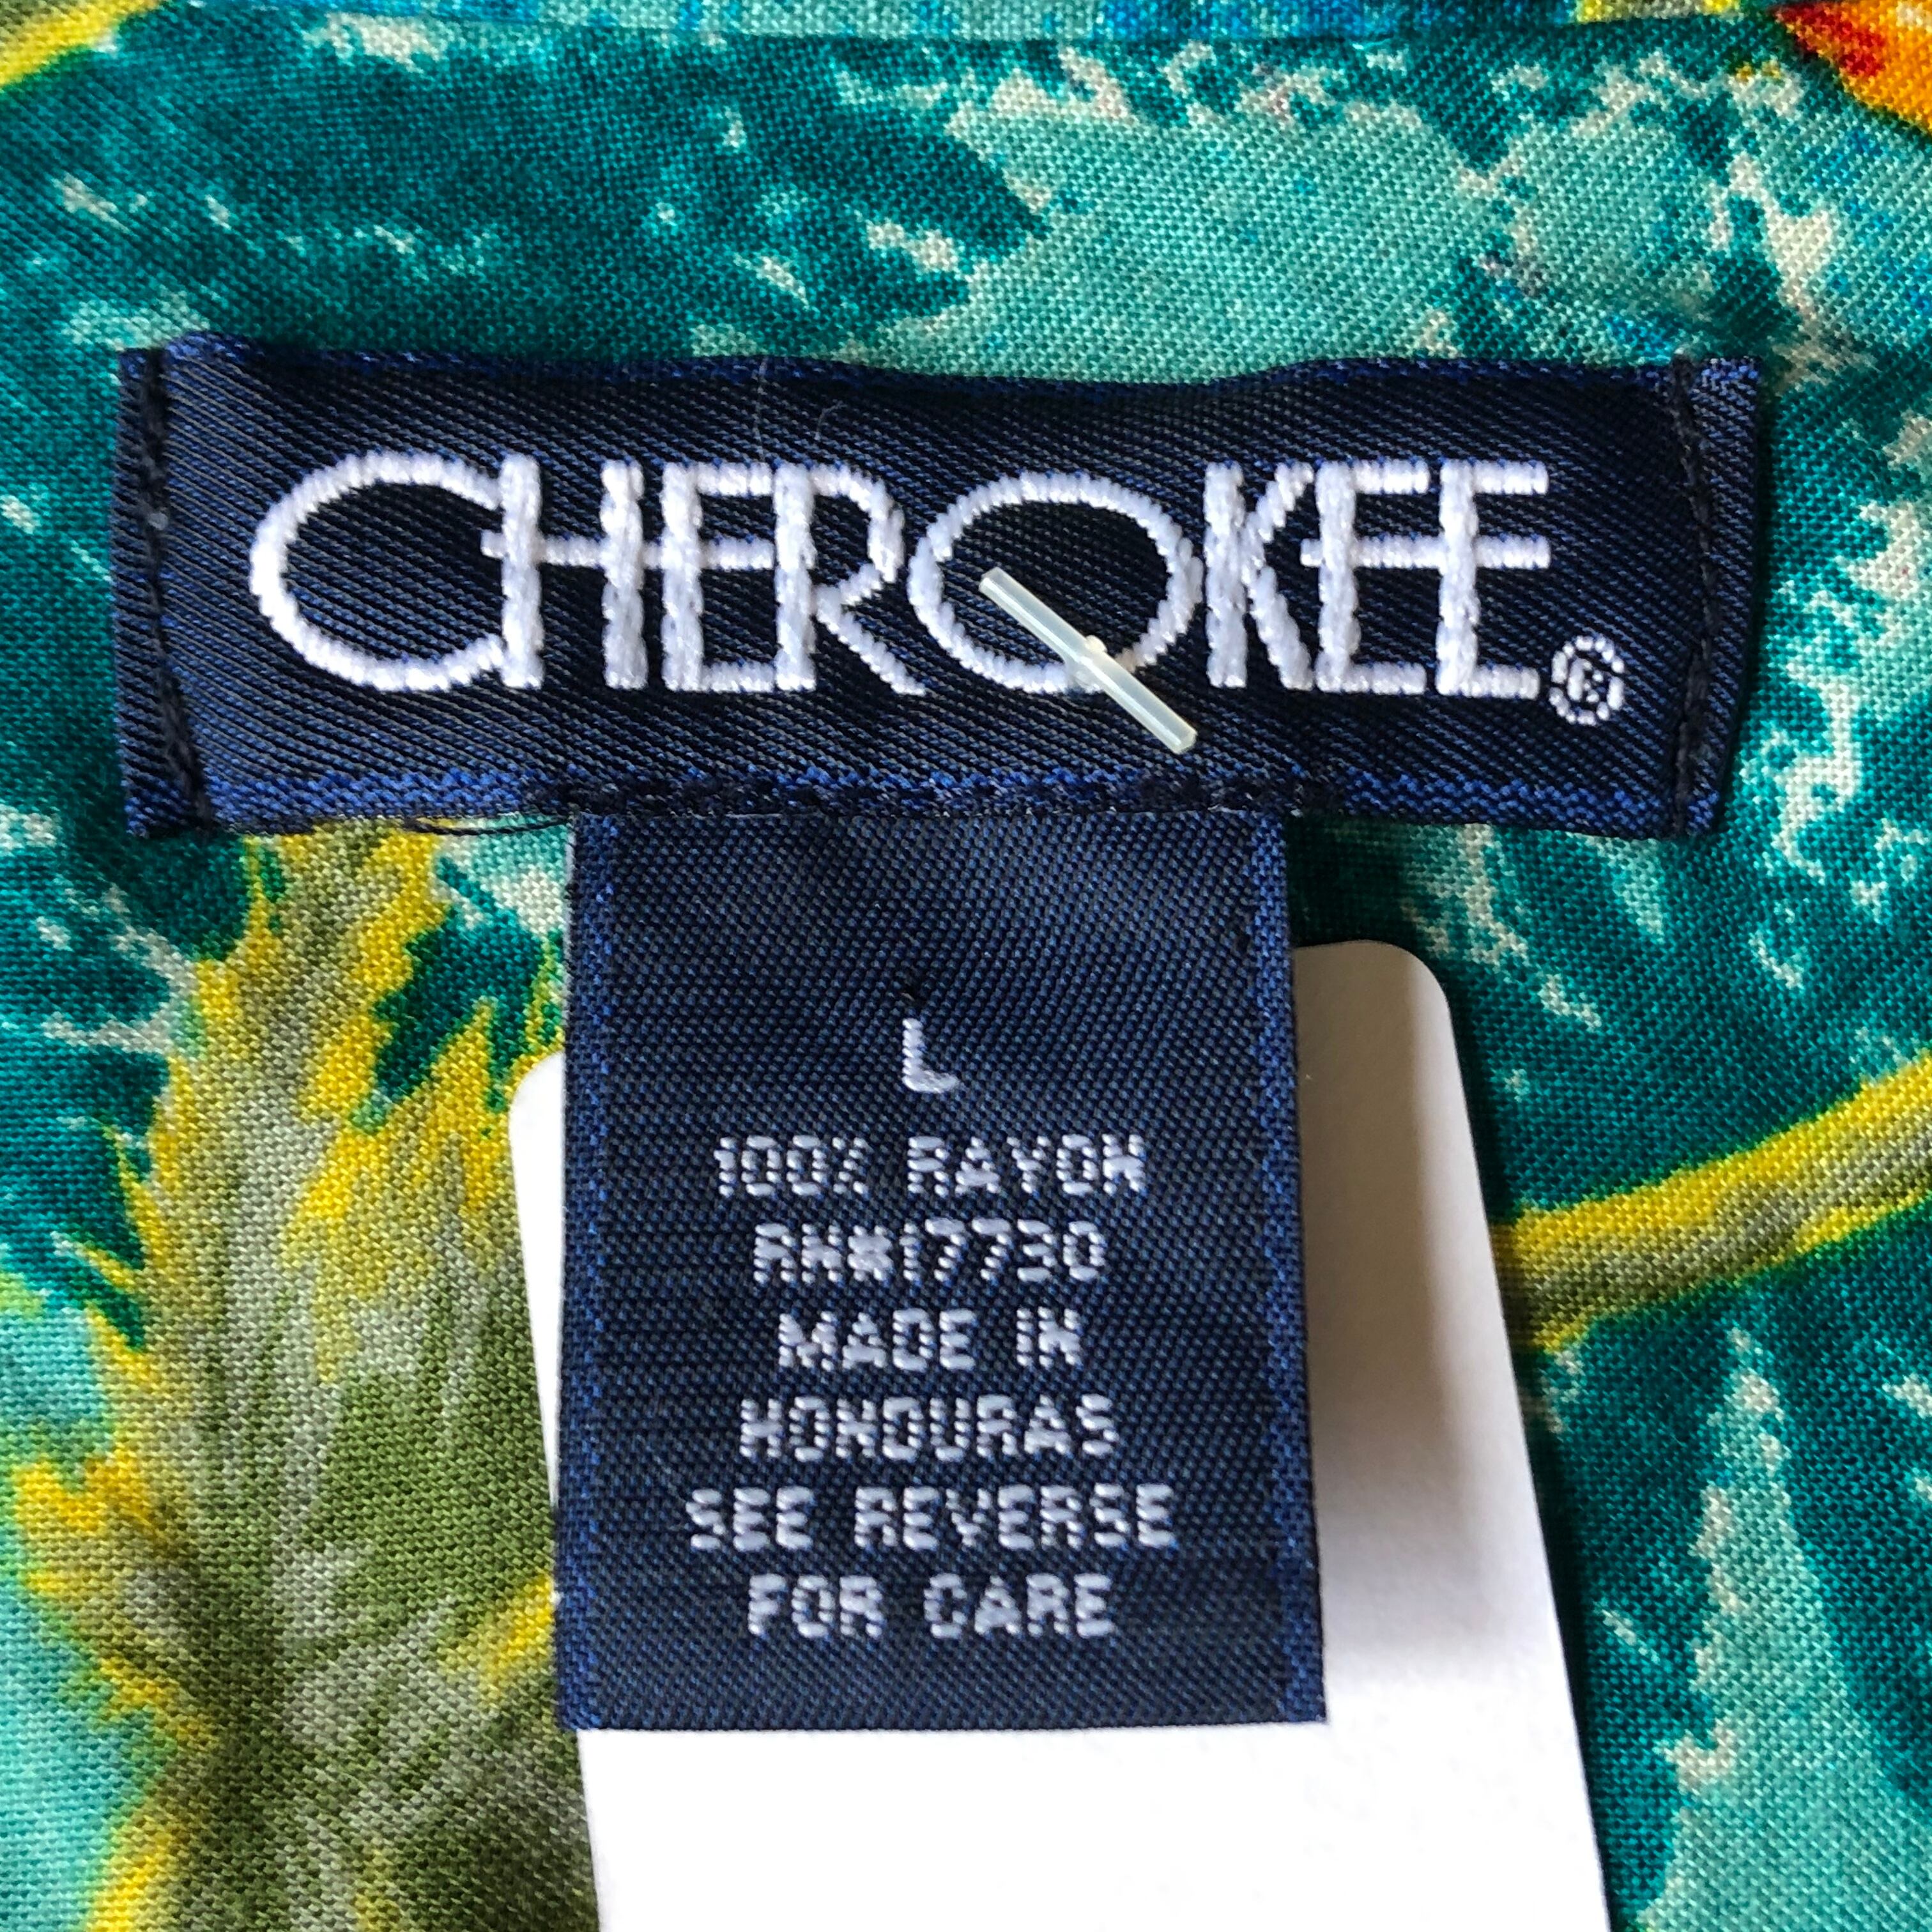 CHEROKEE®
L
100% RAYON
RN#17730
MADE IN
HONDURAS
SEE REVERSE
FOR CARE